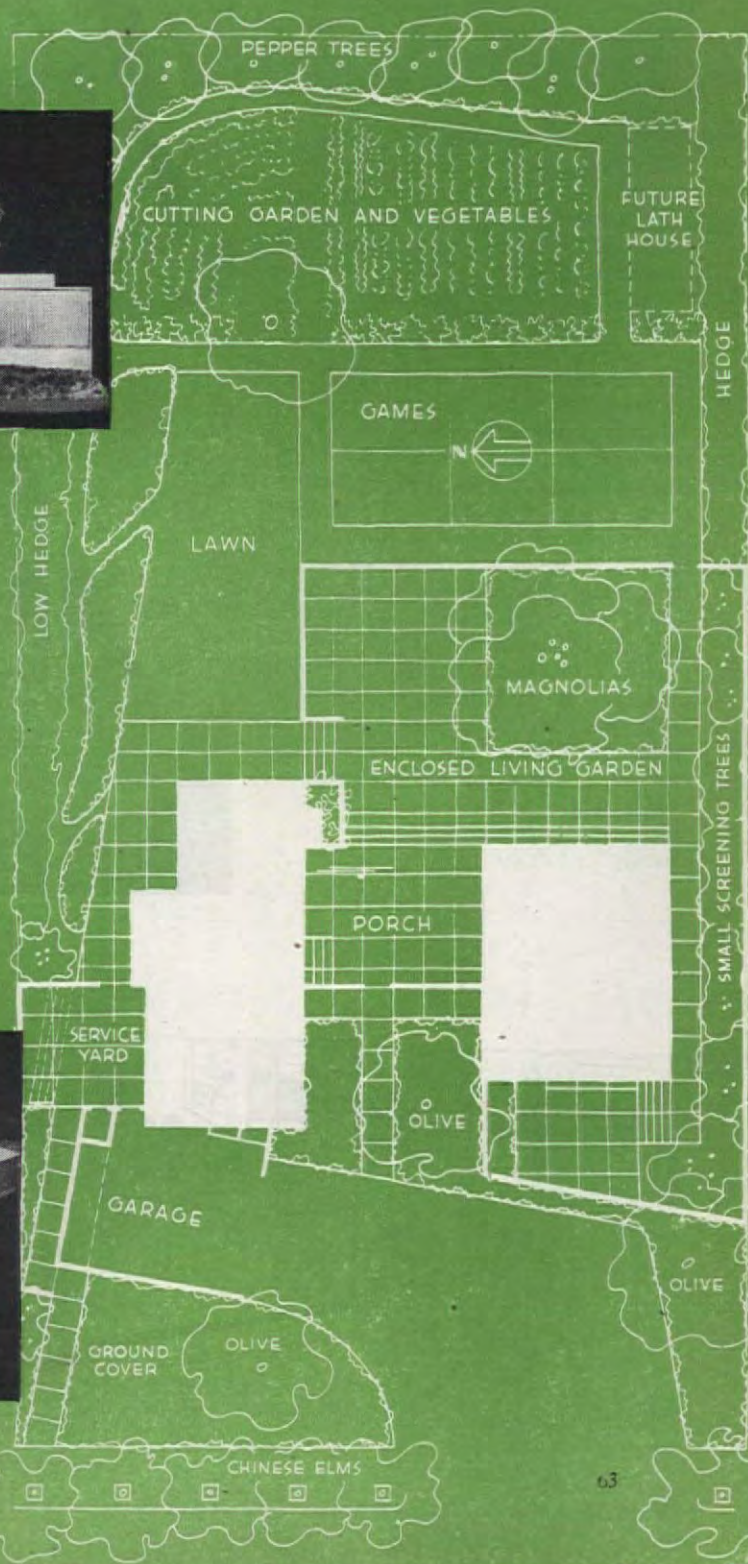 PEPPER TREES
CUTTING GARDEN AND VEGETABLES
FUTURE
LATH
HOUSE
HEDGE
GAMES
N
LOW HEDGE
LAWN
MAGNOLIAS
ENCLOSED LIVING GARDEN
SMALL SCREENING TREES
PORCH
SERVICE
YARD
OLIVE
GARAGE
OLIVE
GROUND
COVER
OLIVE
CHINESE ELMS
63